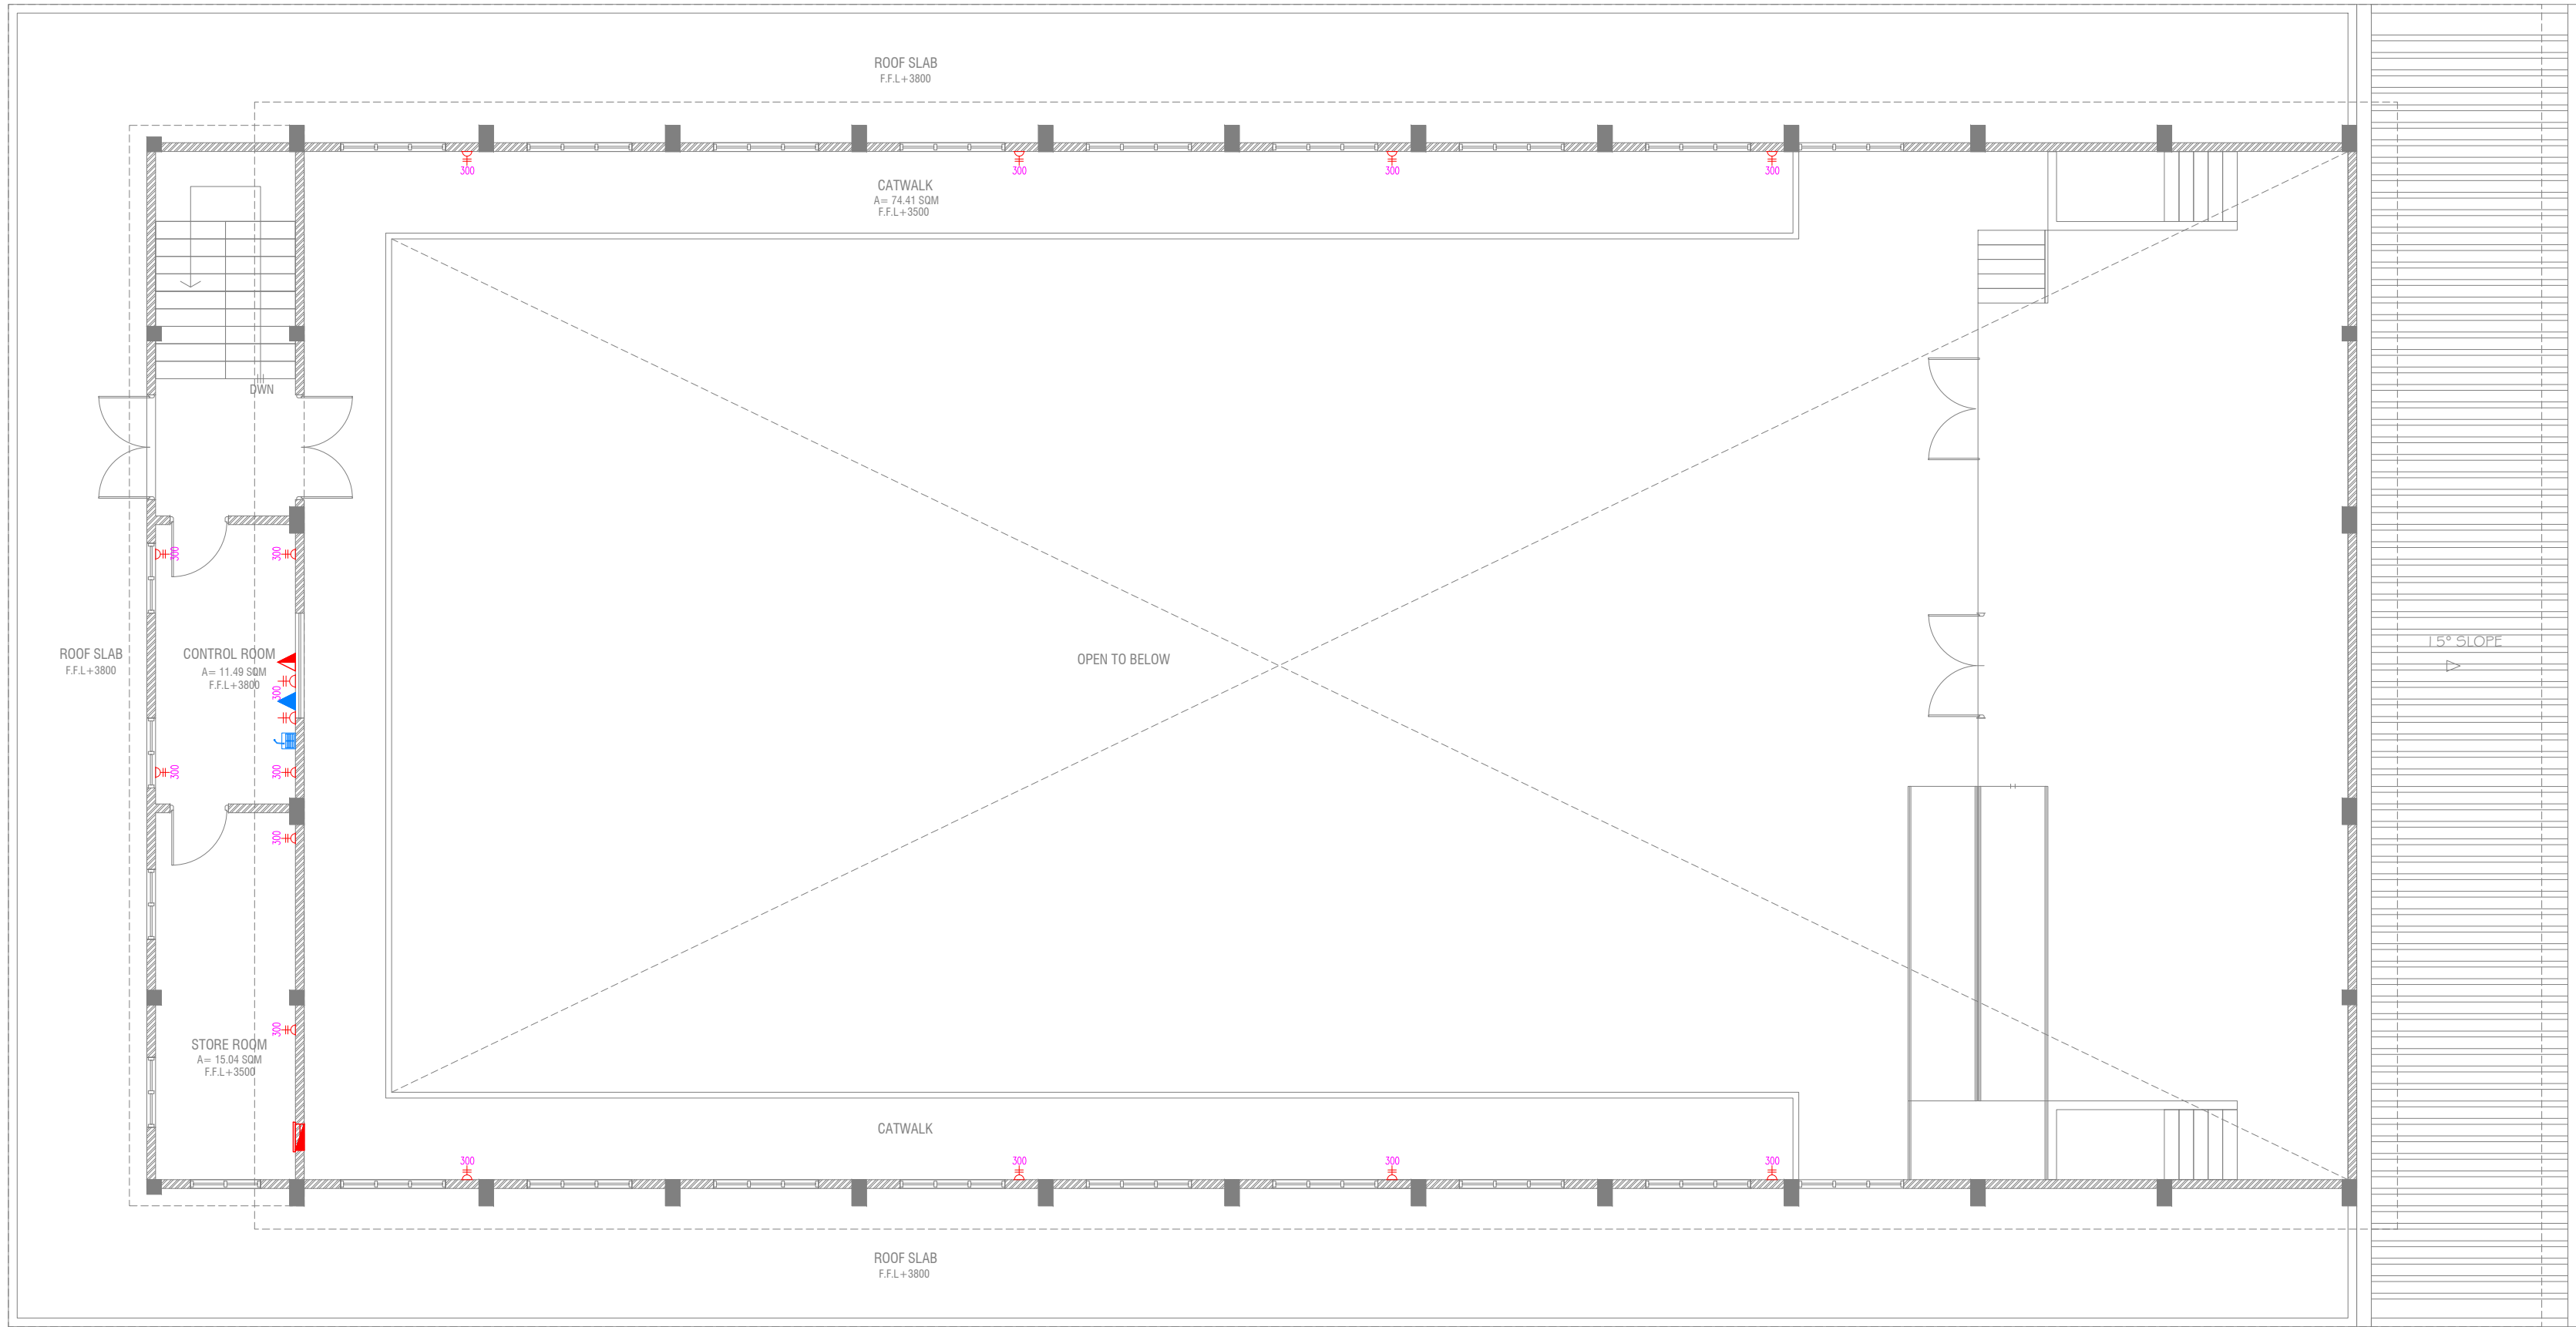 ROOF SLAB
F.F.L+3800
300
300
300
300
CATWALK
A= 74.41 SQM
F.F.L+3500
DWN
300
300
ROOF SLAB
F.F.L+3800
CONTROL ROOM
A= 11.49 SQM
F.F.L+3800
300
OPEN TO BELOW
15° SLOPE
300
300
300
300
STORE ROOM
A= 15.04 SQM
F.F.L+3500
CATWALK
300
300
300
300
ROOF SLAB
F.F.L+3800